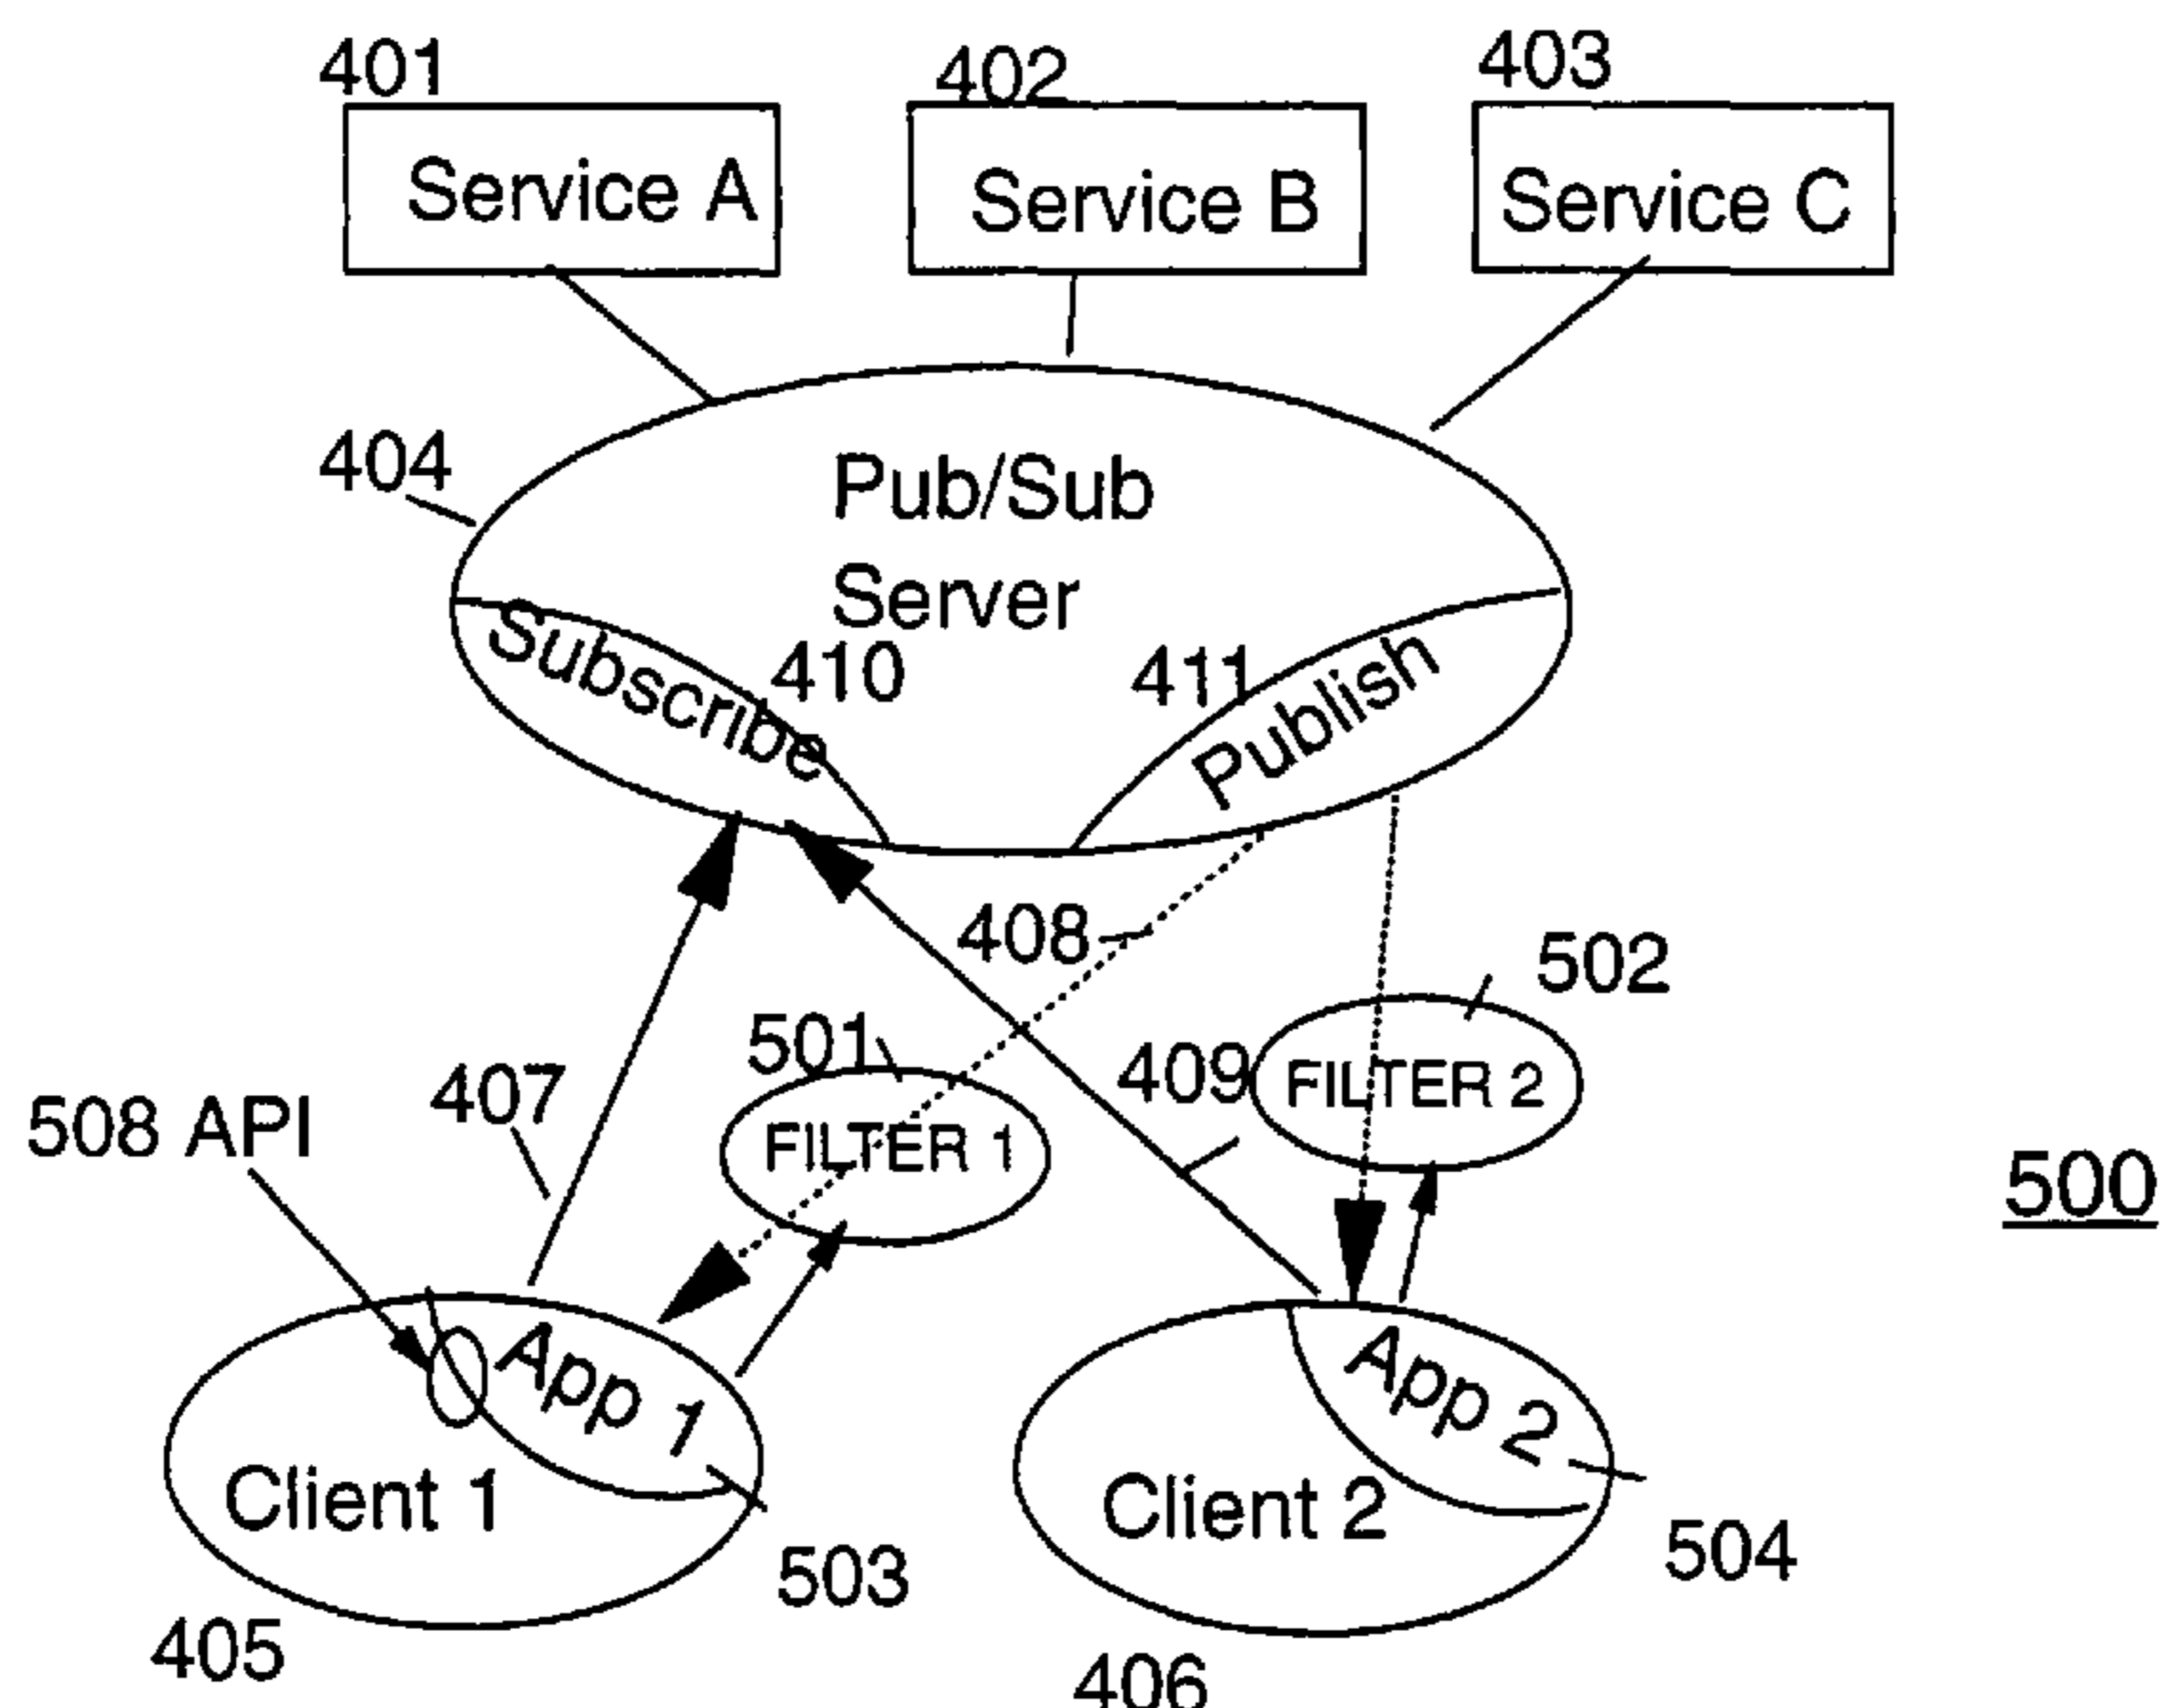 401
402
403
Service A
Service B
Service C
404
Pub/Sub
Server
Subscribe
410
411
Publish
408
502
501
409
FILTER 2
407
508 API
FILTER 1
500
App 1
App 2
Client 1
Client 2
503
504
405
406